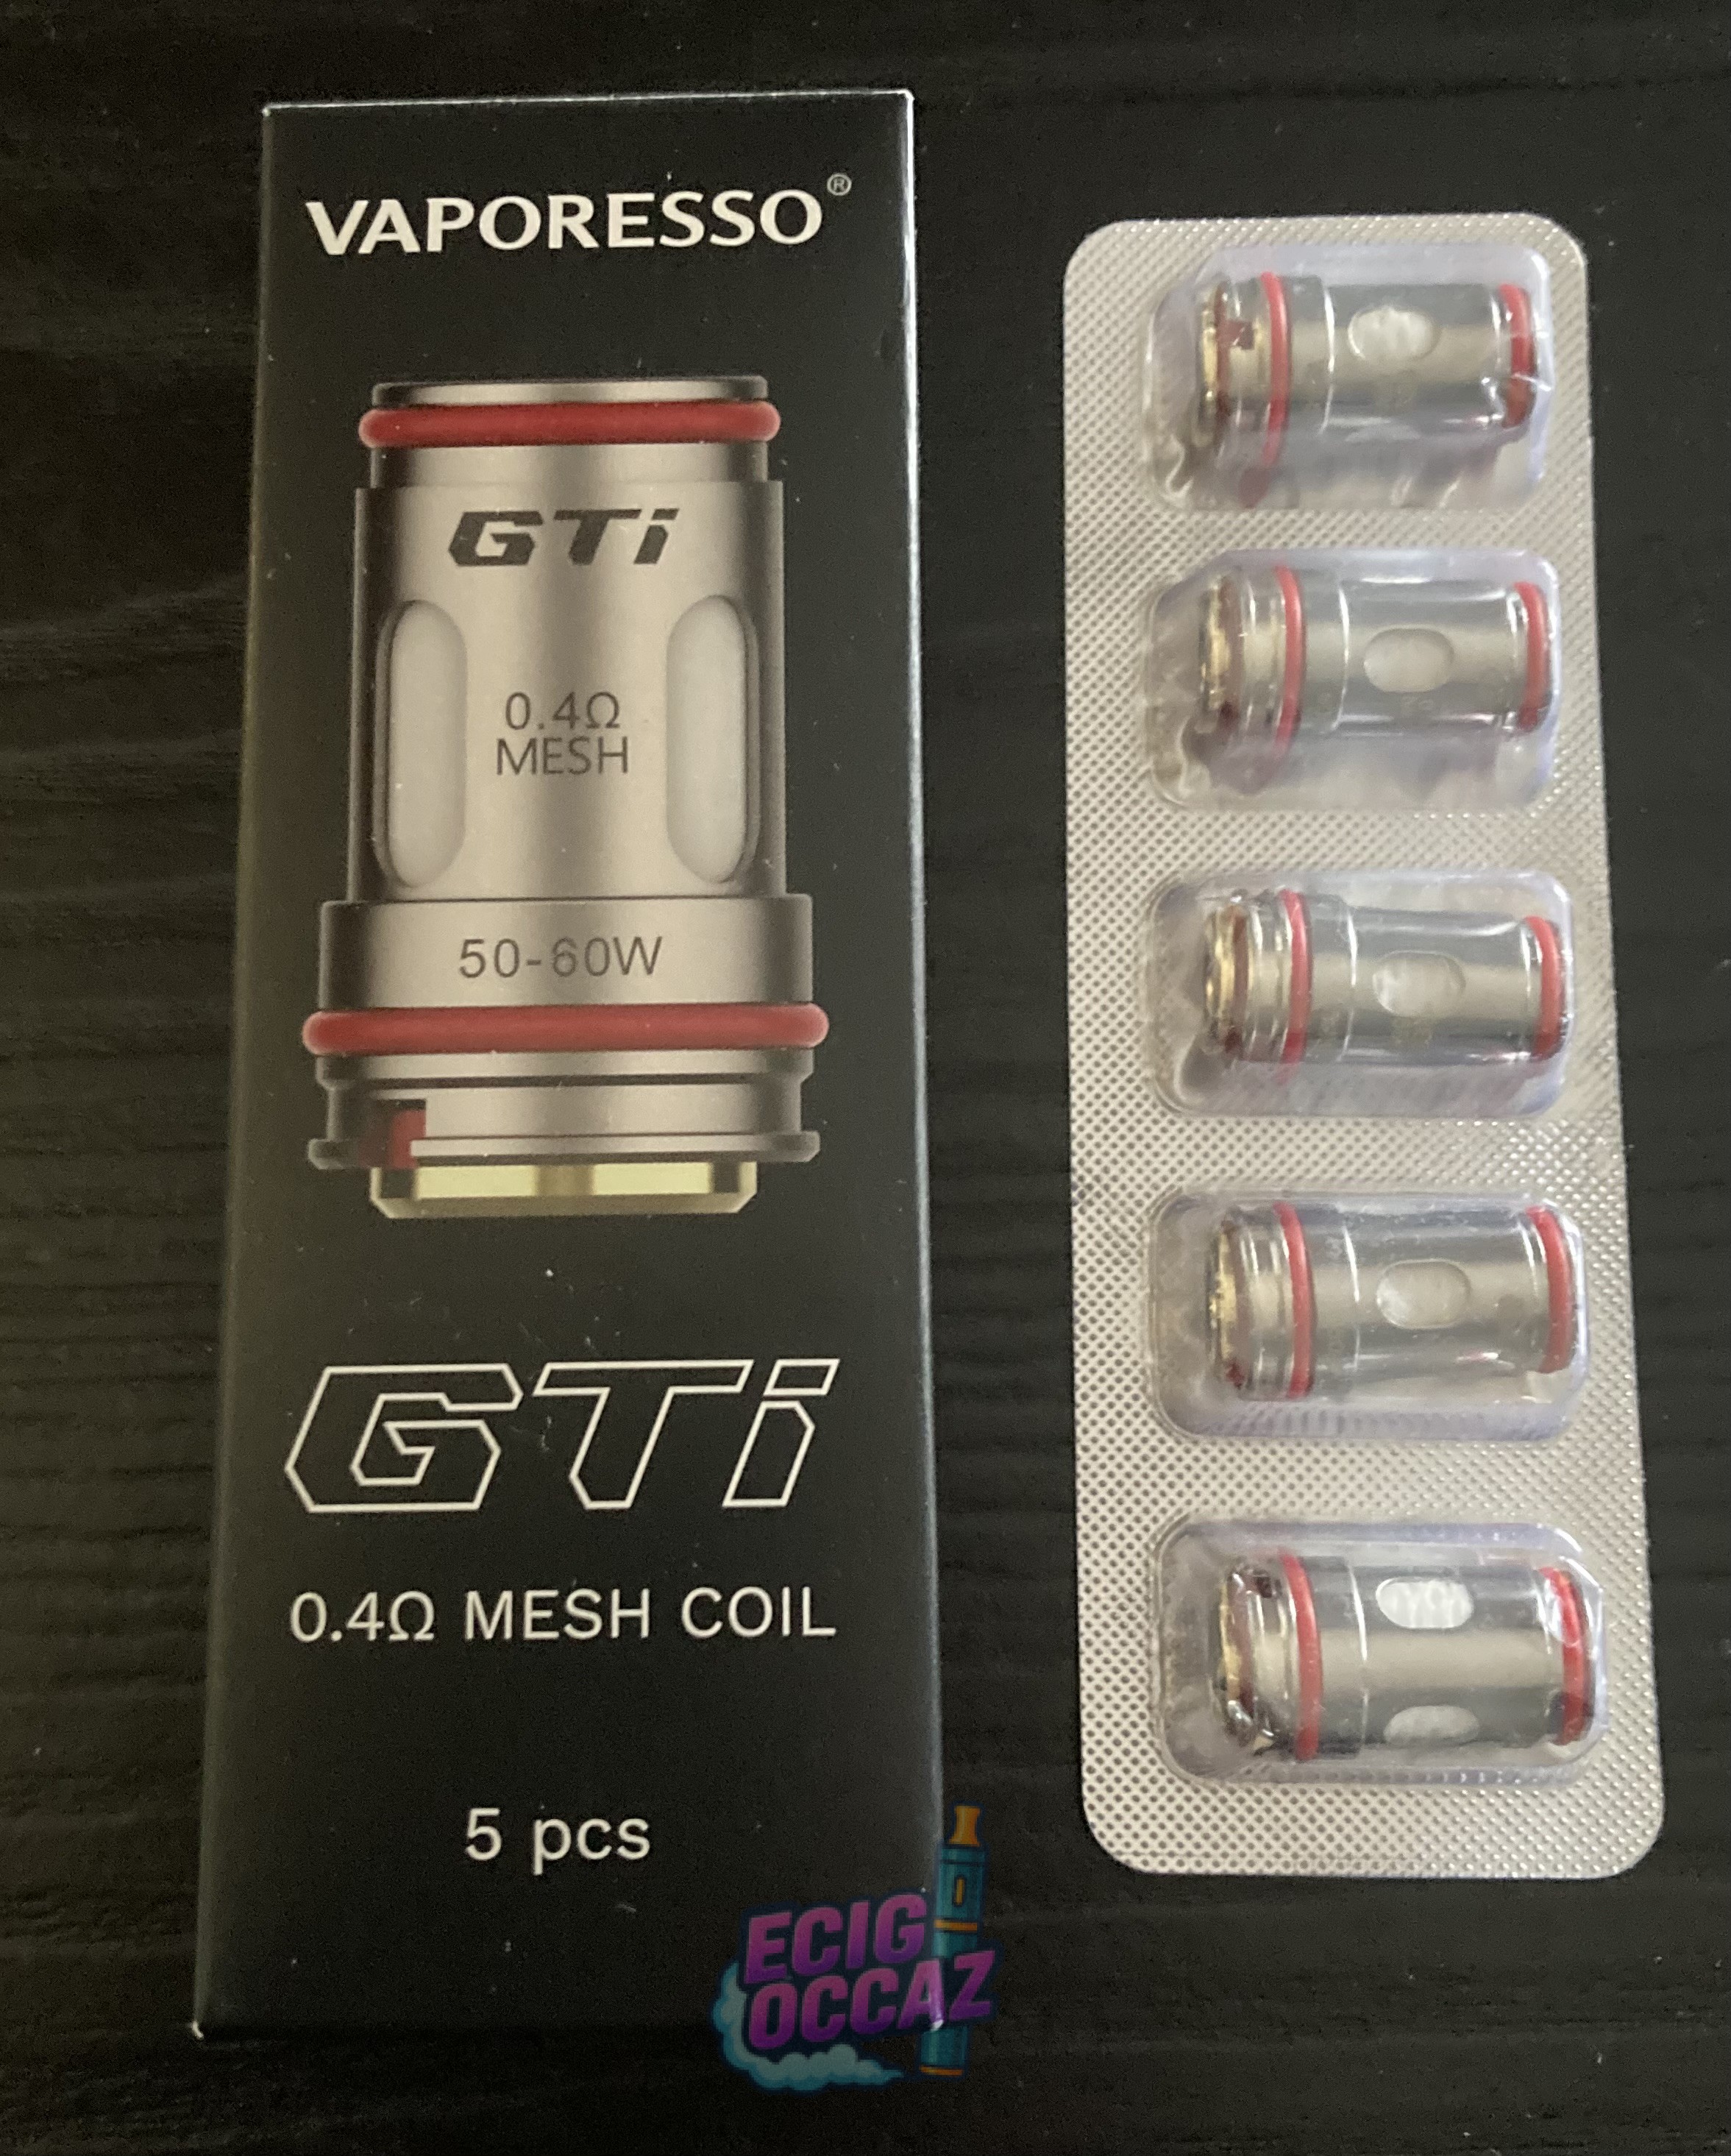 VAPORESSO®
GTi
0.4Ω
MESH
50-60W
GTi
0.4Ω MESH COIL
5 pcs
ECIG
OCCAZ